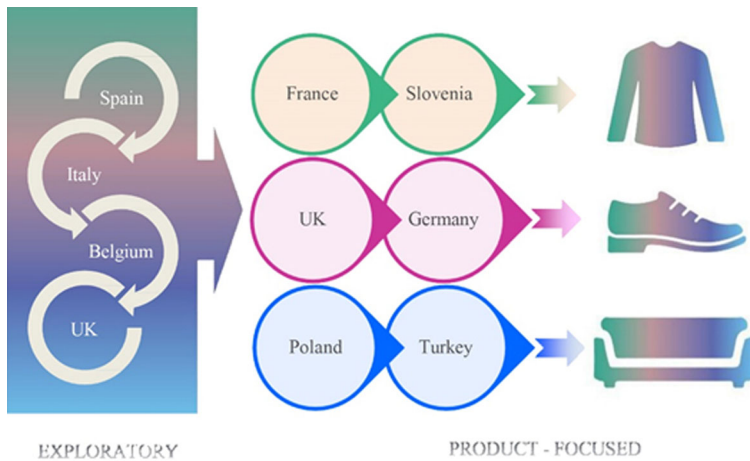 Spain
Italy
Belgium
UK
France
Slovenia
UK
Germany
Poland
Turkey
EXPLORATORY
PRODUCT - FOCUSED